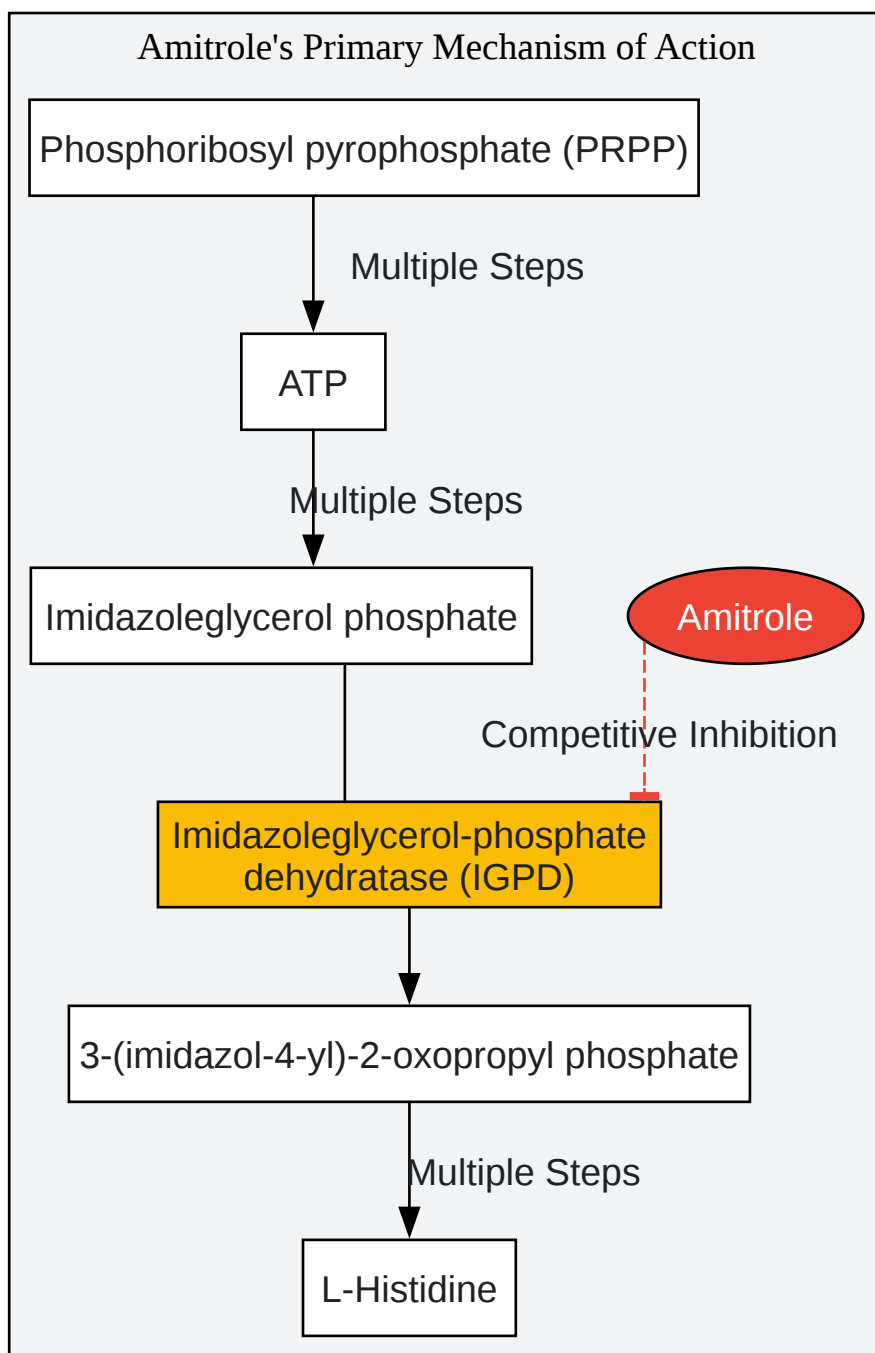 Amitrole's Primary Mechanism of Action
Phosphoribosyl pyrophosphate (PRPP)
Multiple Steps
ATP
Multiple Steps
Imidazoleglycerol phosphate
Amitrole
Competitive Inhibition
Imidazoleglycerol-phosphate
dehydratase (IGPD)
3-(imidazol-4-yl)-2-oxopropyl phosphate
Multiple Steps
L-Histidine